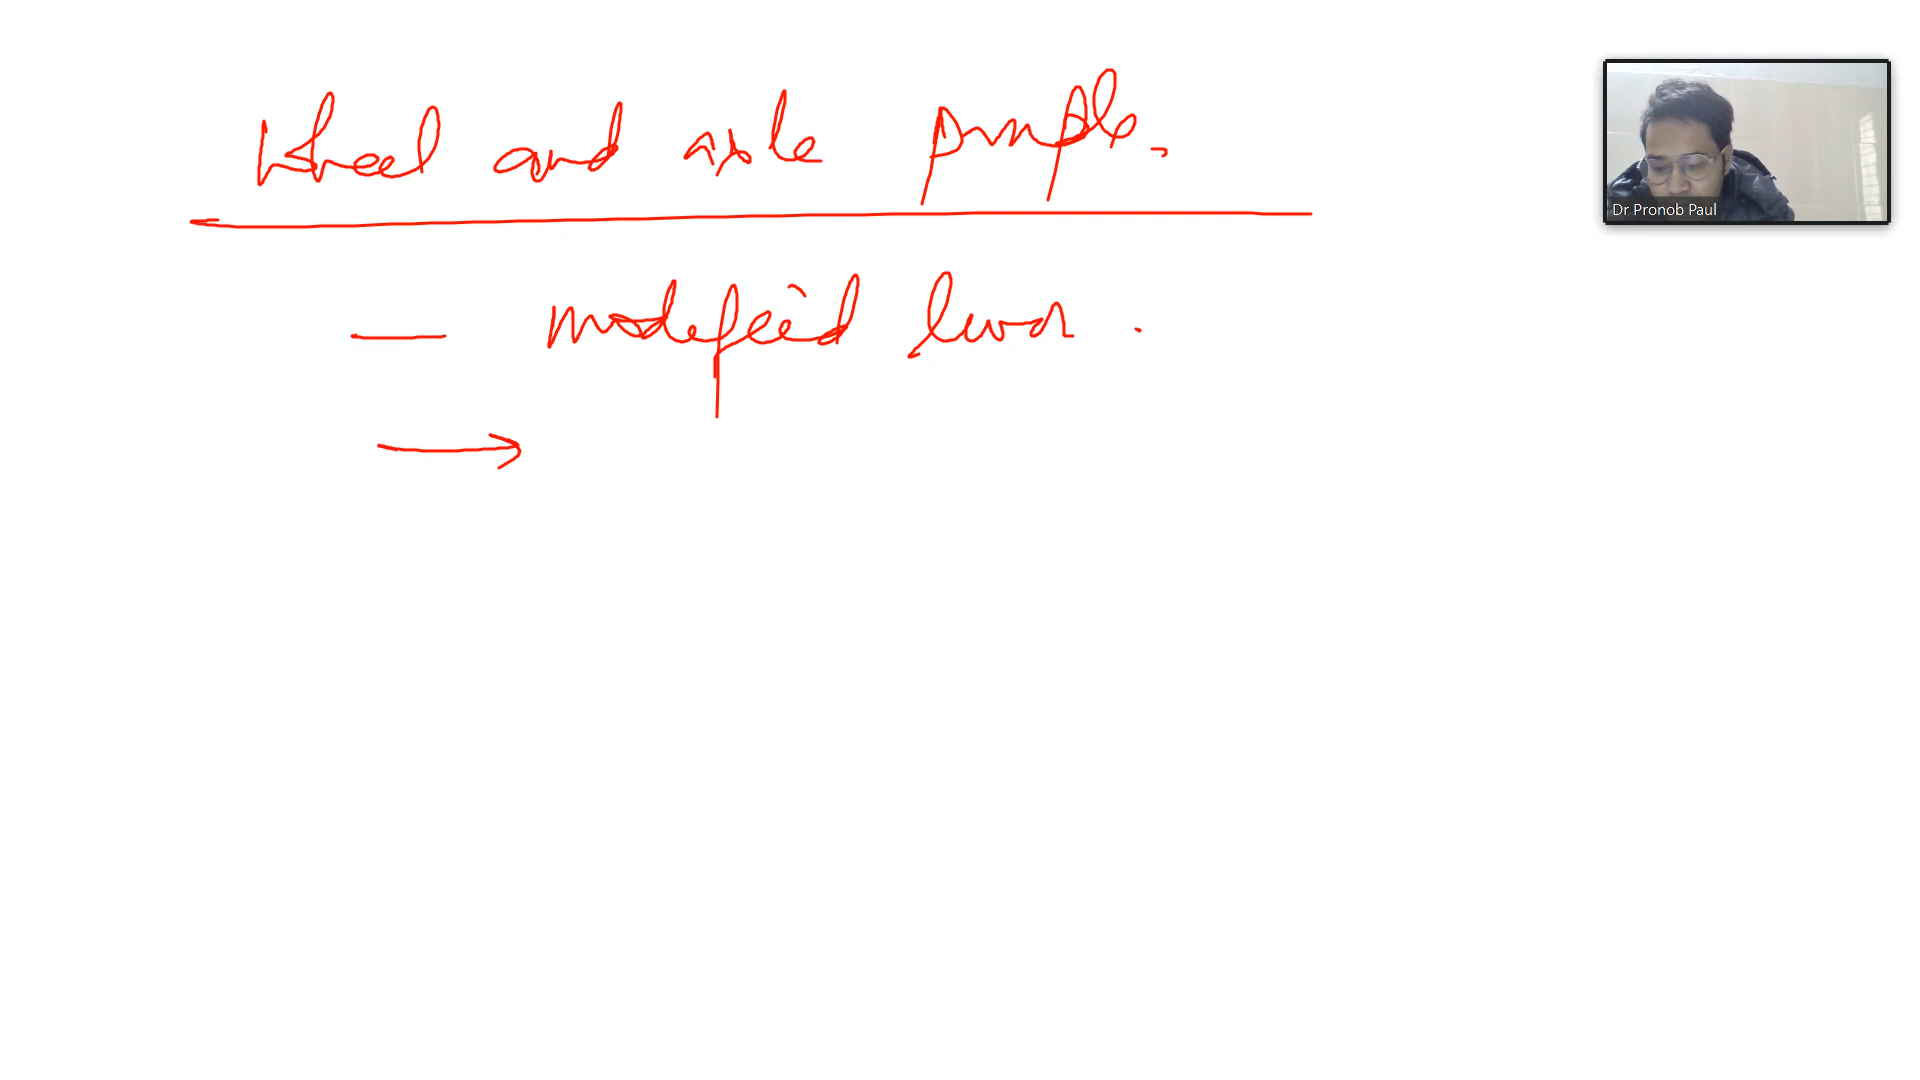 Wheel and axle principle.
Dr Pronob Paul
— modified lever.
→